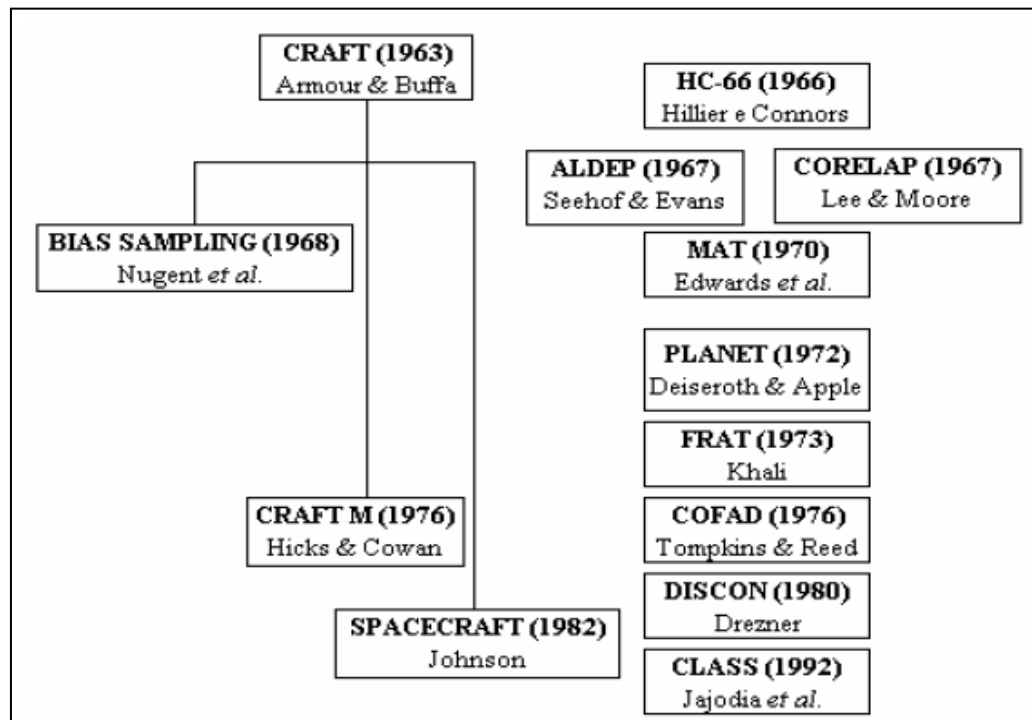 CRAFT (1963)
Armour & Buffa
HC-66 (1966)
Hillier e Connors
ALDEP (1967)
Seehof & Evans
CORELAP (1967)
Lee & Moore
BIAS SAMPLING (1968)
Nugent et al.
MAT (1970)
Edwards et al.
PLANET (1972)
Deiseroth & Apple
FRAT (1973)
Khali
CRAFT M (1976)
Hicks & Cowan
COFAD (1976)
Tompkins & Reed
DISCON (1980)
Drezner
SPACECRAFT (1982)
Johnson
CLASS (1992)
Jajodia et al.